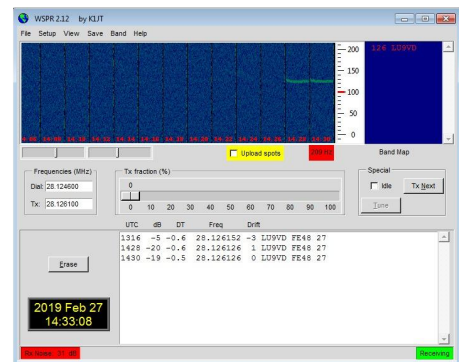 WSPR 2.12 by K1JT
File Setup View Save Band Help
200
100
50
0
126 LU9VD
Upload spots
Band Map
Frequencies (MHz)
Dial: 28.124600
Tx: 28.126100
Tx fraction (%)
0
0 10 20 30 40 50 60 70 80 90 100
Special
Idle
Tx Next
Tune
UTC dB DT Freq Drift
1316 -5 -0.6 28.126152 -3 LU9VD FE48 27
1428 -20 -0.6 28.126126 1 LU9VD FE48 27
1430 -19 -0.5 28.126126 0 LU9VD FE48 27
Erase
2019 Feb 27
14:33:08
Receiving